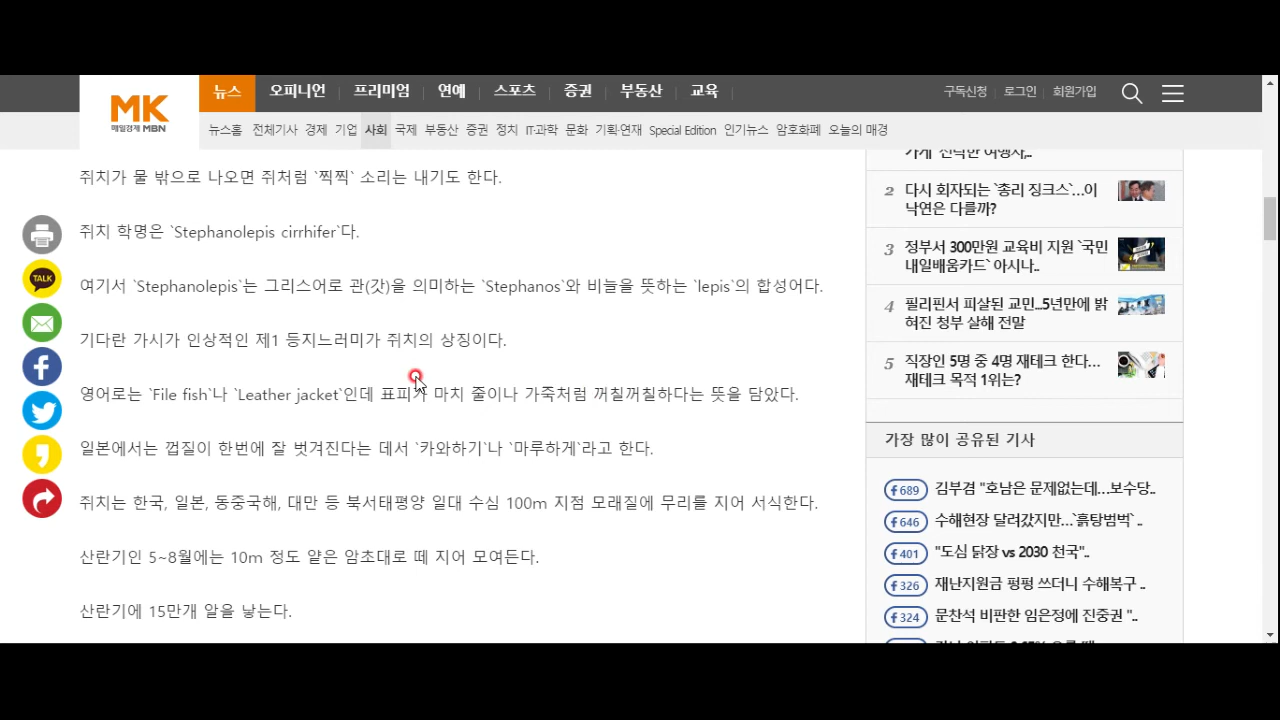 MK
매일경제 MBN
뉴스 오피니언 프리미엄 연예 스포츠 증권 부동산 교육
구독신청 로그인 회원가입
뉴스홈 전체기사 경제 기업 사회 국제 부동산 증권 정치 IT·과학 문화 기획·연재 Special Edition 인기뉴스 암호화폐 오늘의 매경
쥐치가 물 밖으로 나오면 쥐처럼 `찍찍` 소리는 내기도 한다.
쥐치 학명은 `Stephanolepis cirrhifer`다.
여기서 `Stephanolepis`는 그리스어로 관(갓)을 의미하는 `Stephanos`와 비늘을 뜻하는 `lepis`의 합성어다.
기다란 가시가 인상적인 제1 등지느러미가 쥐치의 상징이다.
영어로는 `File fish`나 `Leather jacket`인데 표피가 마치 줄이나 가죽처럼 꺼칠꺼칠하다는 뜻을 담았다.
일본에서는 껍질이 한번에 잘 벗겨진다는 데서 `카와하기`나 `마루하게`라고 한다.
쥐치는 한국, 일본, 동중국해, 대만 등 북서태평양 일대 수심 100m 지점 모래질에 무리를 지어 서식한다.
산란기인 5~8월에는 10m 정도 얕은 암초대로 떼 지어 모여든다.
산란기에 15만개 알을 낳는다.
TALK
2 다시 회자되는 `총리 징크스`…이
낙연은 다를까?
3 정부서 300만원 교육비 지원 `국민
내일배움카드` 아시나..
4 필리핀서 피살된 교민...5년만에 밝
혀진 청부 살해 전말
5 직장인 5명 중 4명 재테크 한다…
재테크 목적 1위는?
가장 많이 공유된 기사
f 689 김부겸 "호남은 문제없는데…보수당..
f 646 수해현장 달려갔지만…`흙탕범벅` ..
f 401 "도심 닭장 vs 2030 천국"..
f 326 재난지원금 펑펑 쓰더니 수해복구 ..
f 324 문찬석 비판한 임은정에 진중권 "..